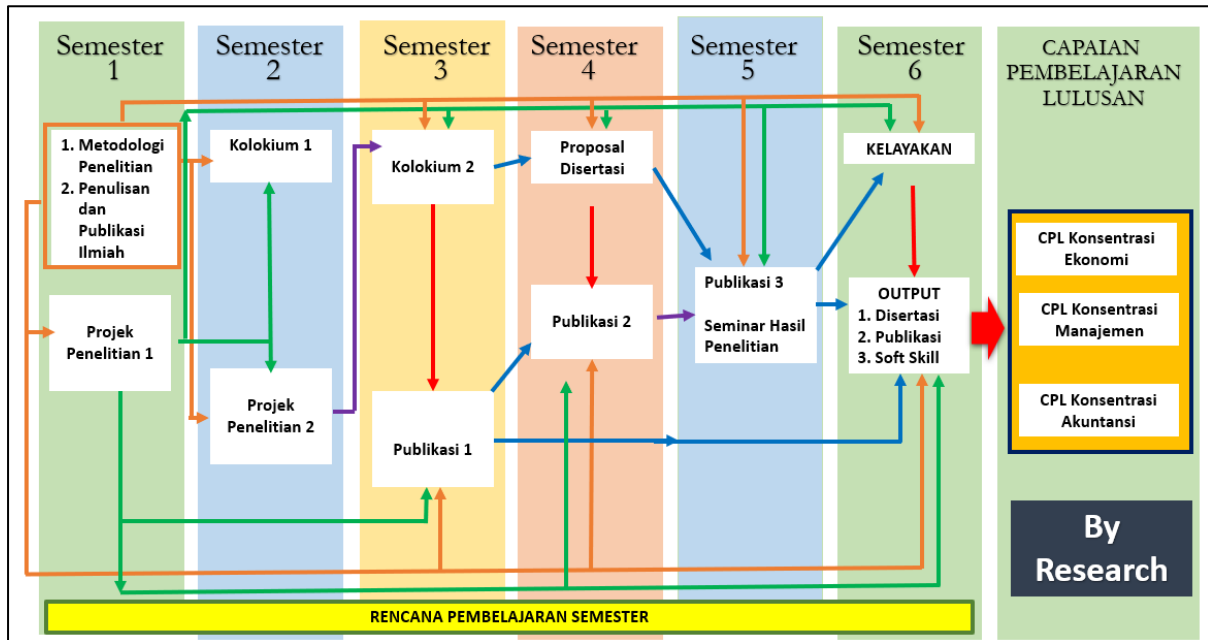 Semester
1
Semester
2
Semester
3
Semester
4
Semester
5
Semester
6
CAPAIAN
PEMBELAJARAN
LULUSAN
1. Metodologi
Penelitian
2. Penulisan
dan
Publikasi
Ilmiah
Projek
Penelitian 1
Kolokium 1
Projek
Penelitian 2
Kolokium 2
Publikasi 1
Proposal
Disertasi
Publikasi 2
Publikasi 3
Seminar Hasil
Penelitian
KELAYAKAN
OUTPUT
1. Disertasi
2. Publikasi
3. Soft Skill
CPL Konsentrasi
Ekonomi
CPL Konsentrasi
Manajemen
CPL Konsentrasi
Akuntansi
By
Research
RENCANA PEMBELAJARAN SEMESTER